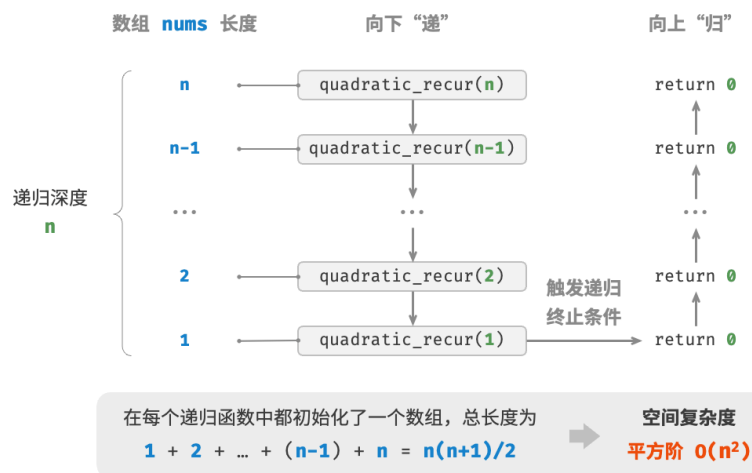 数组 nums 长度 向下“递” 向上“归”
n quadratic_recur(n) return 0
n-1 quadratic_recur(n-1) return 0
递归深度
n
... ... ...
2 quadratic_recur(2) return 0
触发递归
终止条件
1 quadratic_recur(1) return 0
在每个递归函数中都初始化了一个数组，总长度为
1 + 2 + … + (n-1) + n = n(n+1)/2
空间复杂度
平方阶 O(n²)